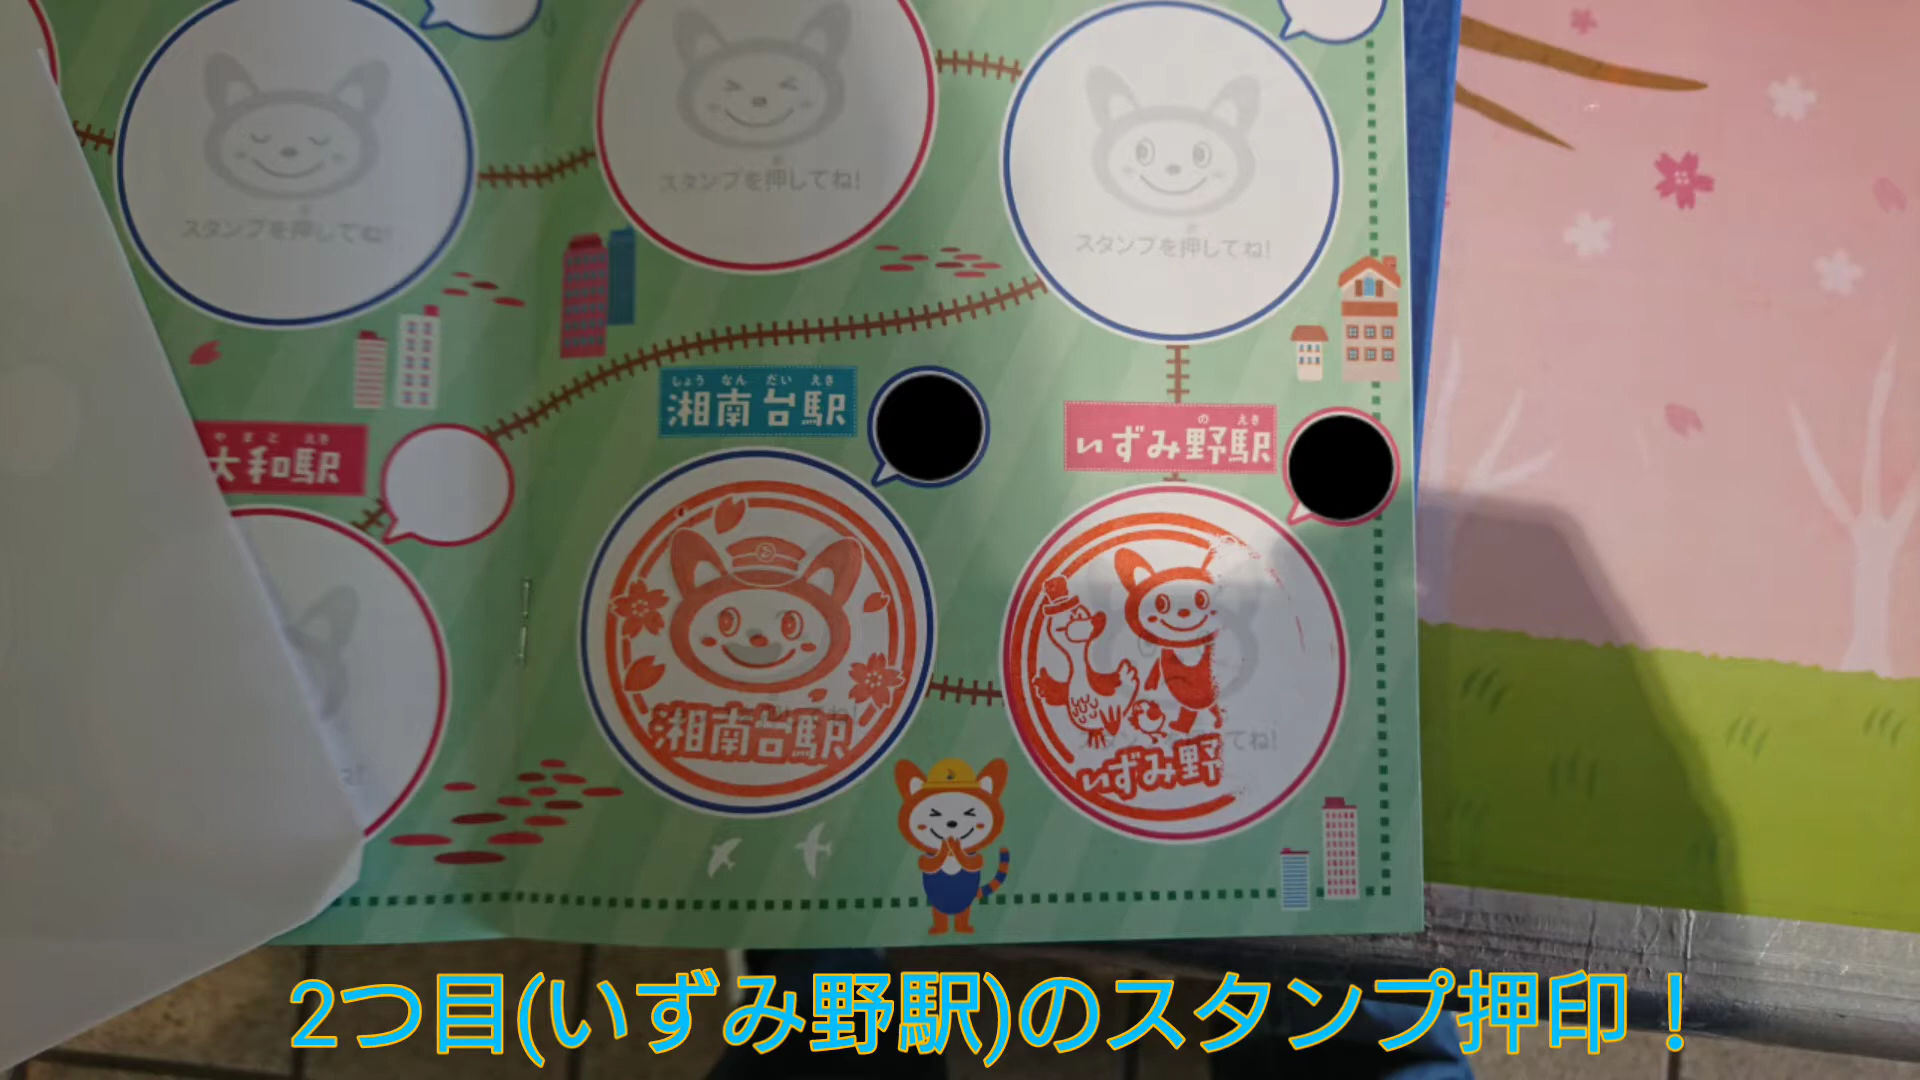 スタンプを押してね!
スタンプを押してね!
スタンプを押してね!
しょう なん だい えき
湘南台駅
の えき
いずみ野駅
や ま と えき
大和駅
湘南台駅
てね!
いずみ野
2つ目(いずみ野駅)のスタンプ押印!